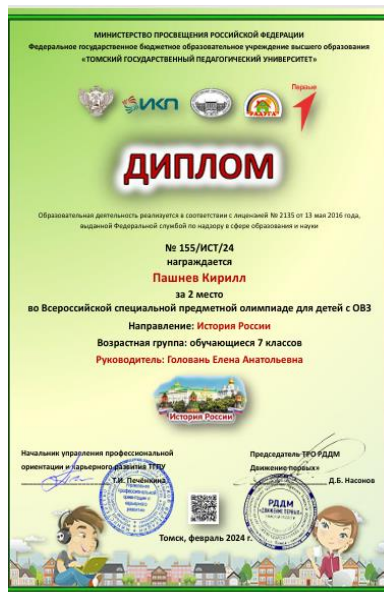 МИНИСТЕРСТВО ПРОСВЕЩЕНИЯ РОССИЙСКОЙ ФЕДЕРАЦИИ
Федеральное государственное бюджетное образовательное учреждение высшего образования
«ТОМСКИЙ ГОСУДАРСТВЕННЫЙ ПЕДАГОГИЧЕСКИЙ УНИВЕРСИТЕТ»
ИКП
РАДУГА
Первые
ДИПЛОМ
Образовательная деятельность реализуется в соответствии с лицензией № 2135 от 13 мая 2016 года,
выданной Федеральной службой по надзору в сфере образования и науки
№ 155/ИСТ/24
награждается
Пашнев Кирилл
за 2 место
во Всероссийской специальной предметной олимпиаде для детей с ОВЗ
Направление: История России
Возрастная группа: обучающиеся 7 классов
Руководитель: Головань Елена Анатольевна
История России
Начальник управления профессиональной
ориентации и карьерного развития ТГПУ
Т.И. Печёнкина
Председатель ТРО РДДМ
Движение первых»
Д.Б. Насонов
РДДМ
«ДВИЖЕНИЕ ПЕРВЫХ»
Томск, февраль 2024 г.